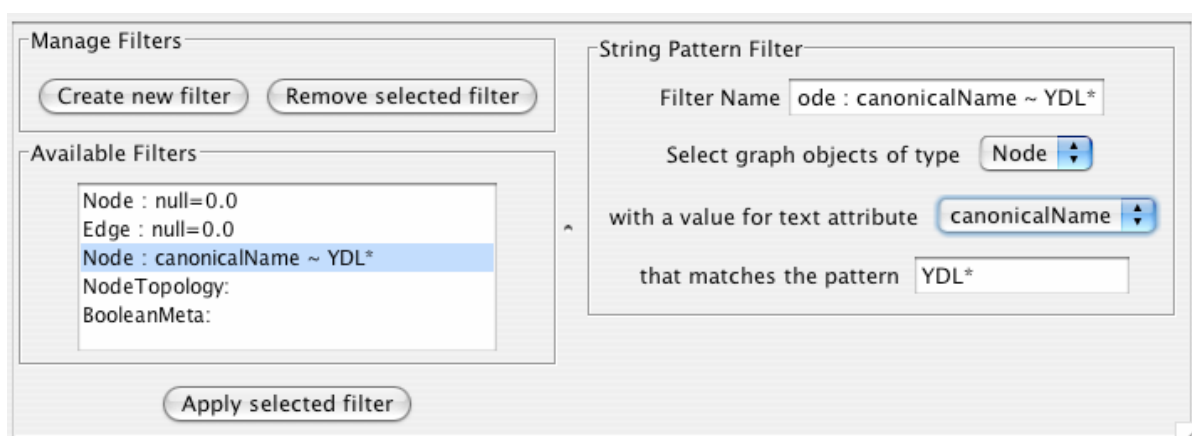 Manage Filters
Create new filter Remove selected filter
Available Filters
Node : null=0.0
Edge : null=0.0
Node : canonicalName ~ YDL*
NodeTopology:
BooleanMeta:
Apply selected filter
String Pattern Filter
Filter Name ode : canonicalName ~ YDL*
Select graph objects of type Node
with a value for text attribute canonicalName
that matches the pattern YDL*